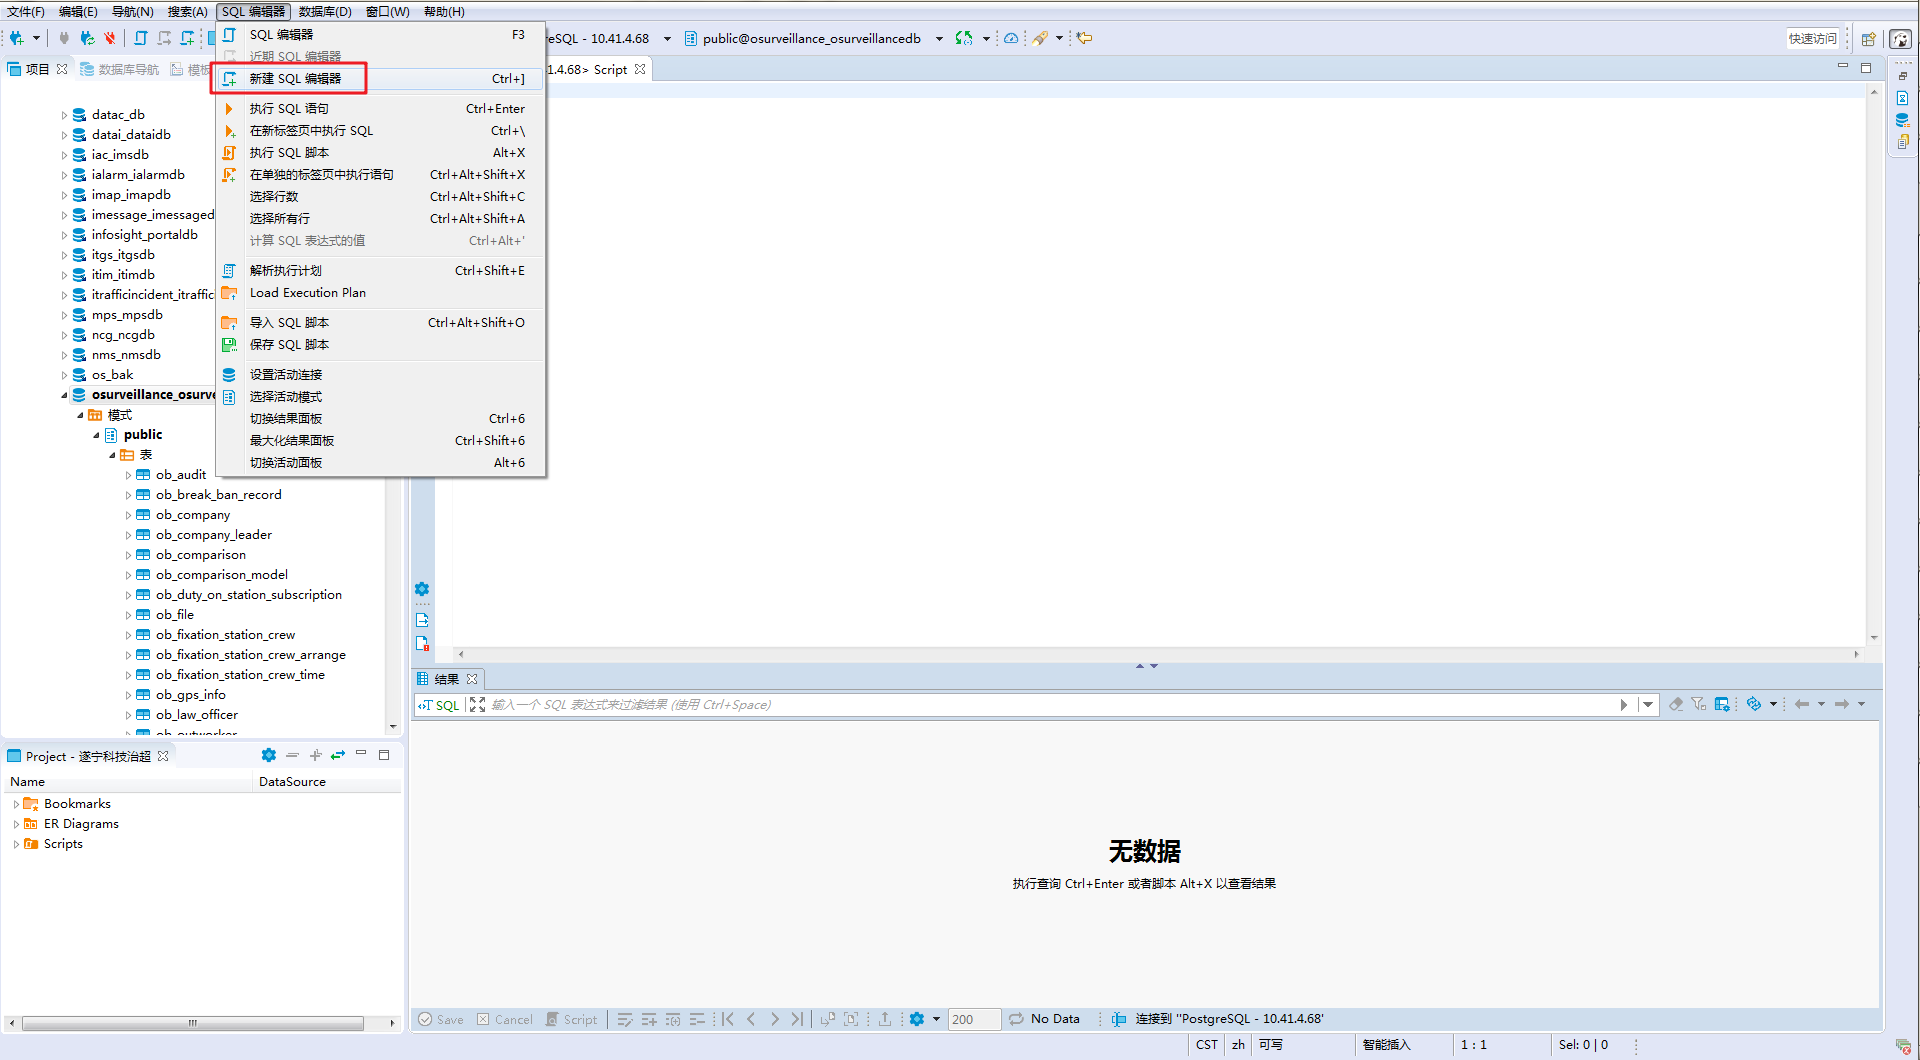 文件(F) 编辑(E) 导航(N) 搜索(A) SQL 编辑器 数据库(D) 窗口(W) 帮助(H)
SQL - 10.41.4.68 public@osurveillance_osurveillancedb 快速访问
项目 数据库导航 模板 1.4.68> Script
SQL 编辑器 F3
近期 SQL 编辑器
新建 SQL 编辑器 Ctrl+]
执行 SQL 语句 Ctrl+Enter
在新标签页中执行 SQL Ctrl+\
执行 SQL 脚本 Alt+X
在单独的标签页中执行语句 Ctrl+Alt+Shift+X
选择行数 Ctrl+Alt+Shift+C
选择所有行 Ctrl+Alt+Shift+A
计算 SQL 表达式的值 Ctrl+Alt+'
解析执行计划 Ctrl+Shift+E
Load Execution Plan
导入 SQL 脚本 Ctrl+Alt+Shift+O
保存 SQL 脚本
设置活动连接
选择活动模式
切换结果面板 Ctrl+6
最大化结果面板 Ctrl+Shift+6
切换活动面板 Alt+6
datac_db
datai_dataidb
iac_imsdb
ialarm_ialarmdb
imap_imapdb
imessage_imessaged
infosight_portaldb
itgs_itgsdb
itim_itimdb
itrafficincident_itraffic
mps_mpsdb
ncg_ncgdb
nms_nmsdb
os_bak
osurveillance_osurve
模式
public
表
ob_audit
ob_break_ban_record
ob_company
ob_company_leader
ob_comparison
ob_comparison_model
ob_duty_on_station_subscription
ob_file
ob_fixation_station_crew
ob_fixation_station_crew_arrange
ob_fixation_station_crew_time
ob_gps_info
ob_law_officer
ob_outworker
Project - 遂宁科技治超
Name DataSource
Bookmarks
ER Diagrams
Scripts
结果
SQL 输入一个 SQL 表达式来过滤结果 (使用 Ctrl+Space)
无数据
执行查询 Ctrl+Enter 或者脚本 Alt+X 以查看结果
Save Cancel Script 200 No Data 连接到 "PostgreSQL - 10.41.4.68"
CST zh 可写 智能插入 1 : 1 Sel: 0 | 0